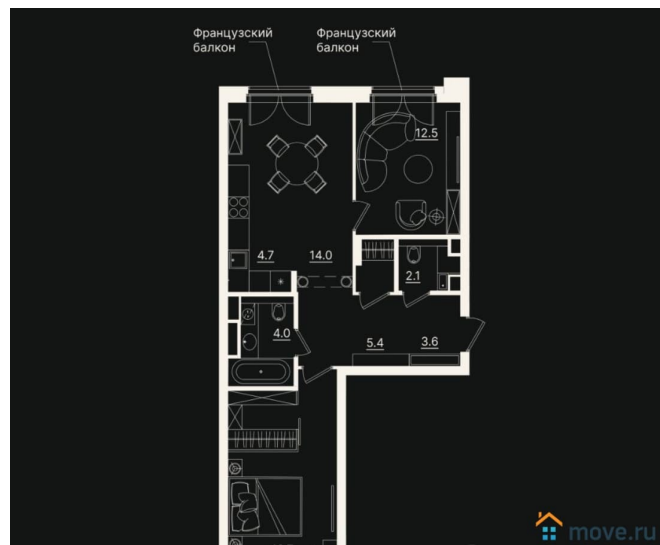 Французский
балкон
Французский
балкон
12.5
4.7
14.0
2.1
4.0
5.4
3.6
move.ru